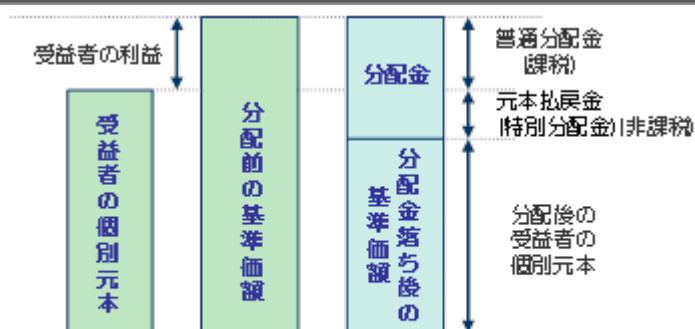 受益者の利益
受益者の個別元本
分配前の基準価額
分配金
分配金落ち後の
基準価額
普通分配金
(課税)
元本払戻金
(特別分配金)(非課税)
分配後の
受益者の
個別元本